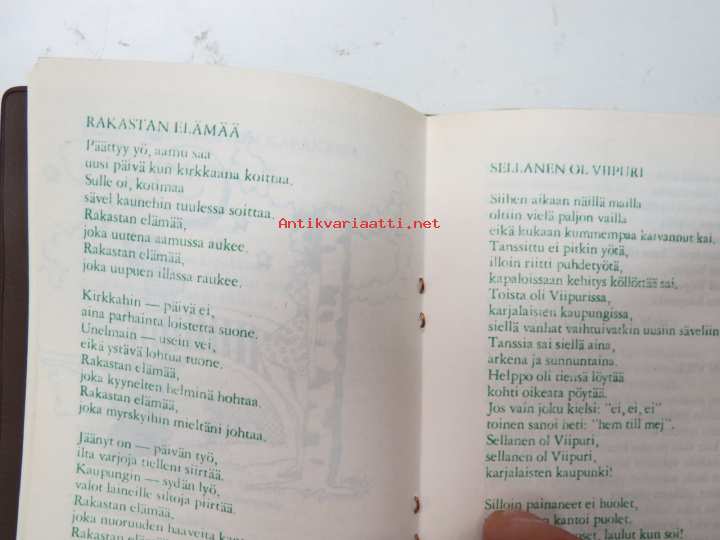 RAKASTAN ELÄMÄÄ
Päättyy yö, aamu saa
uusi päivä kun kirkkaana koittaa.
Sulle oi, kotimaa
sävel kaunehin tuulessa soittaa.
Rakastan elämää,
joka uutena aamussa aukee.
Rakastan elämää,
joka uupuen illassa raukee.
Kirkkahin — päivä ei,
aina parhainta loistetta suone.
Unelmain — usein vei,
eikä ystävä lohtua tuone.
Rakastan elämää,
joka kyynelten helminä hohtaa.
Rakastan elämää,
joka myrskyihin mieltäni johtaa.
Jäänyt on — päivän työ,
ilta varjoja tielleni siirtää.
Kaupungin — sydän lyö,
valot laineille siltoja piirtää.
Rakastan elämää,
joka nuoruuden haaveita
Rakastan elämää,
SELLANEN OL VIIPURI
Siihen aikaan näillä mailla
oltiin vielä paljon vailla
eikä kukaan kummempaa kaivannut kai.
Tanssittu ei pitkin yötä,
illoin riitti puhdetyötä,
kapaloissaan kehitys köllöttää sai.
Toista oli Viipurissa,
karjalaisten kaupungissa,
siellä vanhat vaihtuivatkin uusiin säveliin
Tanssia sai siellä aina,
arkena ja sunnuntaina.
Helppo oli tiensä löytää
kohti oikeata pöytää.
Jos vain joku kielsi: "ei, ei, ei"
toinen sanoi heti: "hem till mej".
Sellanen ol Viipuri,
sellanen ol Viipuri,
karjalaisten kaupunki!
Silloin painaneet ei huolet,
kantoi puolet,
laulut kun soi!
Antikvariaatti.net